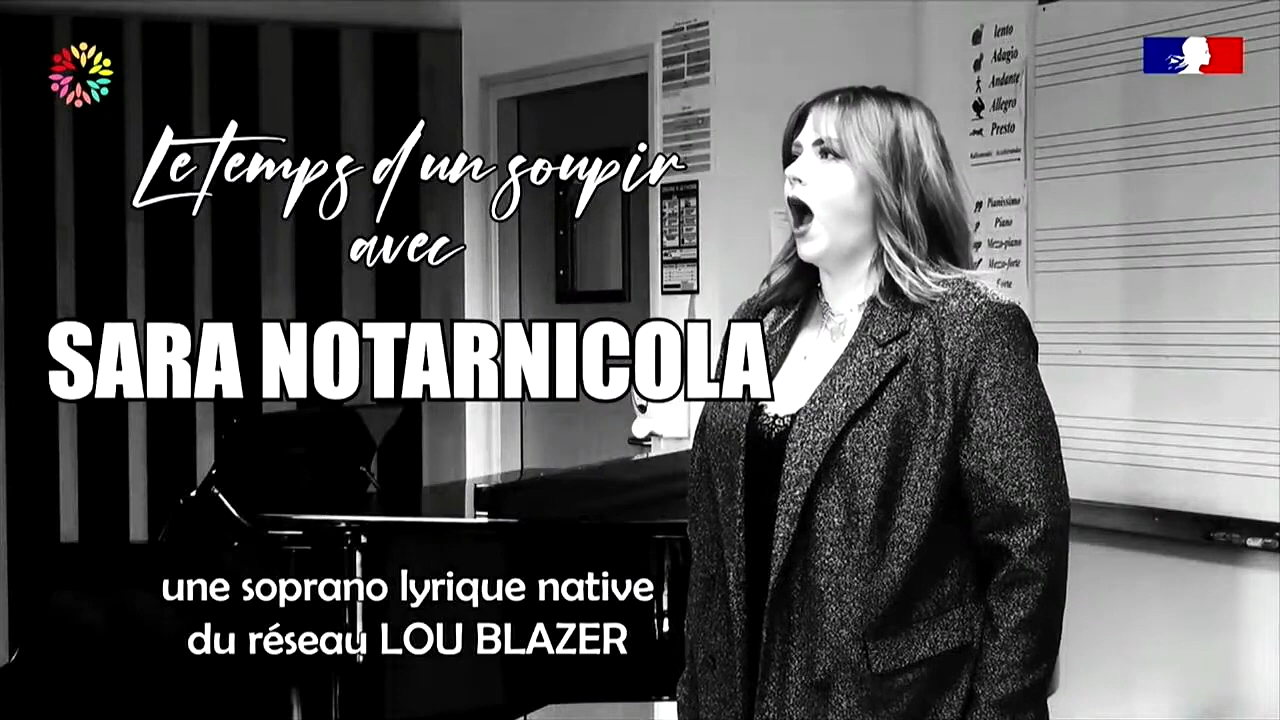 Le temps d'un soupir
avec
SARA NOTARNICOLA
une soprano lyrique native
du réseau LOU BLAZER
lento
Adagio
Andante
Allegro
Presto
pp Pianissimo
p Piano
Mezzo-piano
Mezzo-forte
Forte